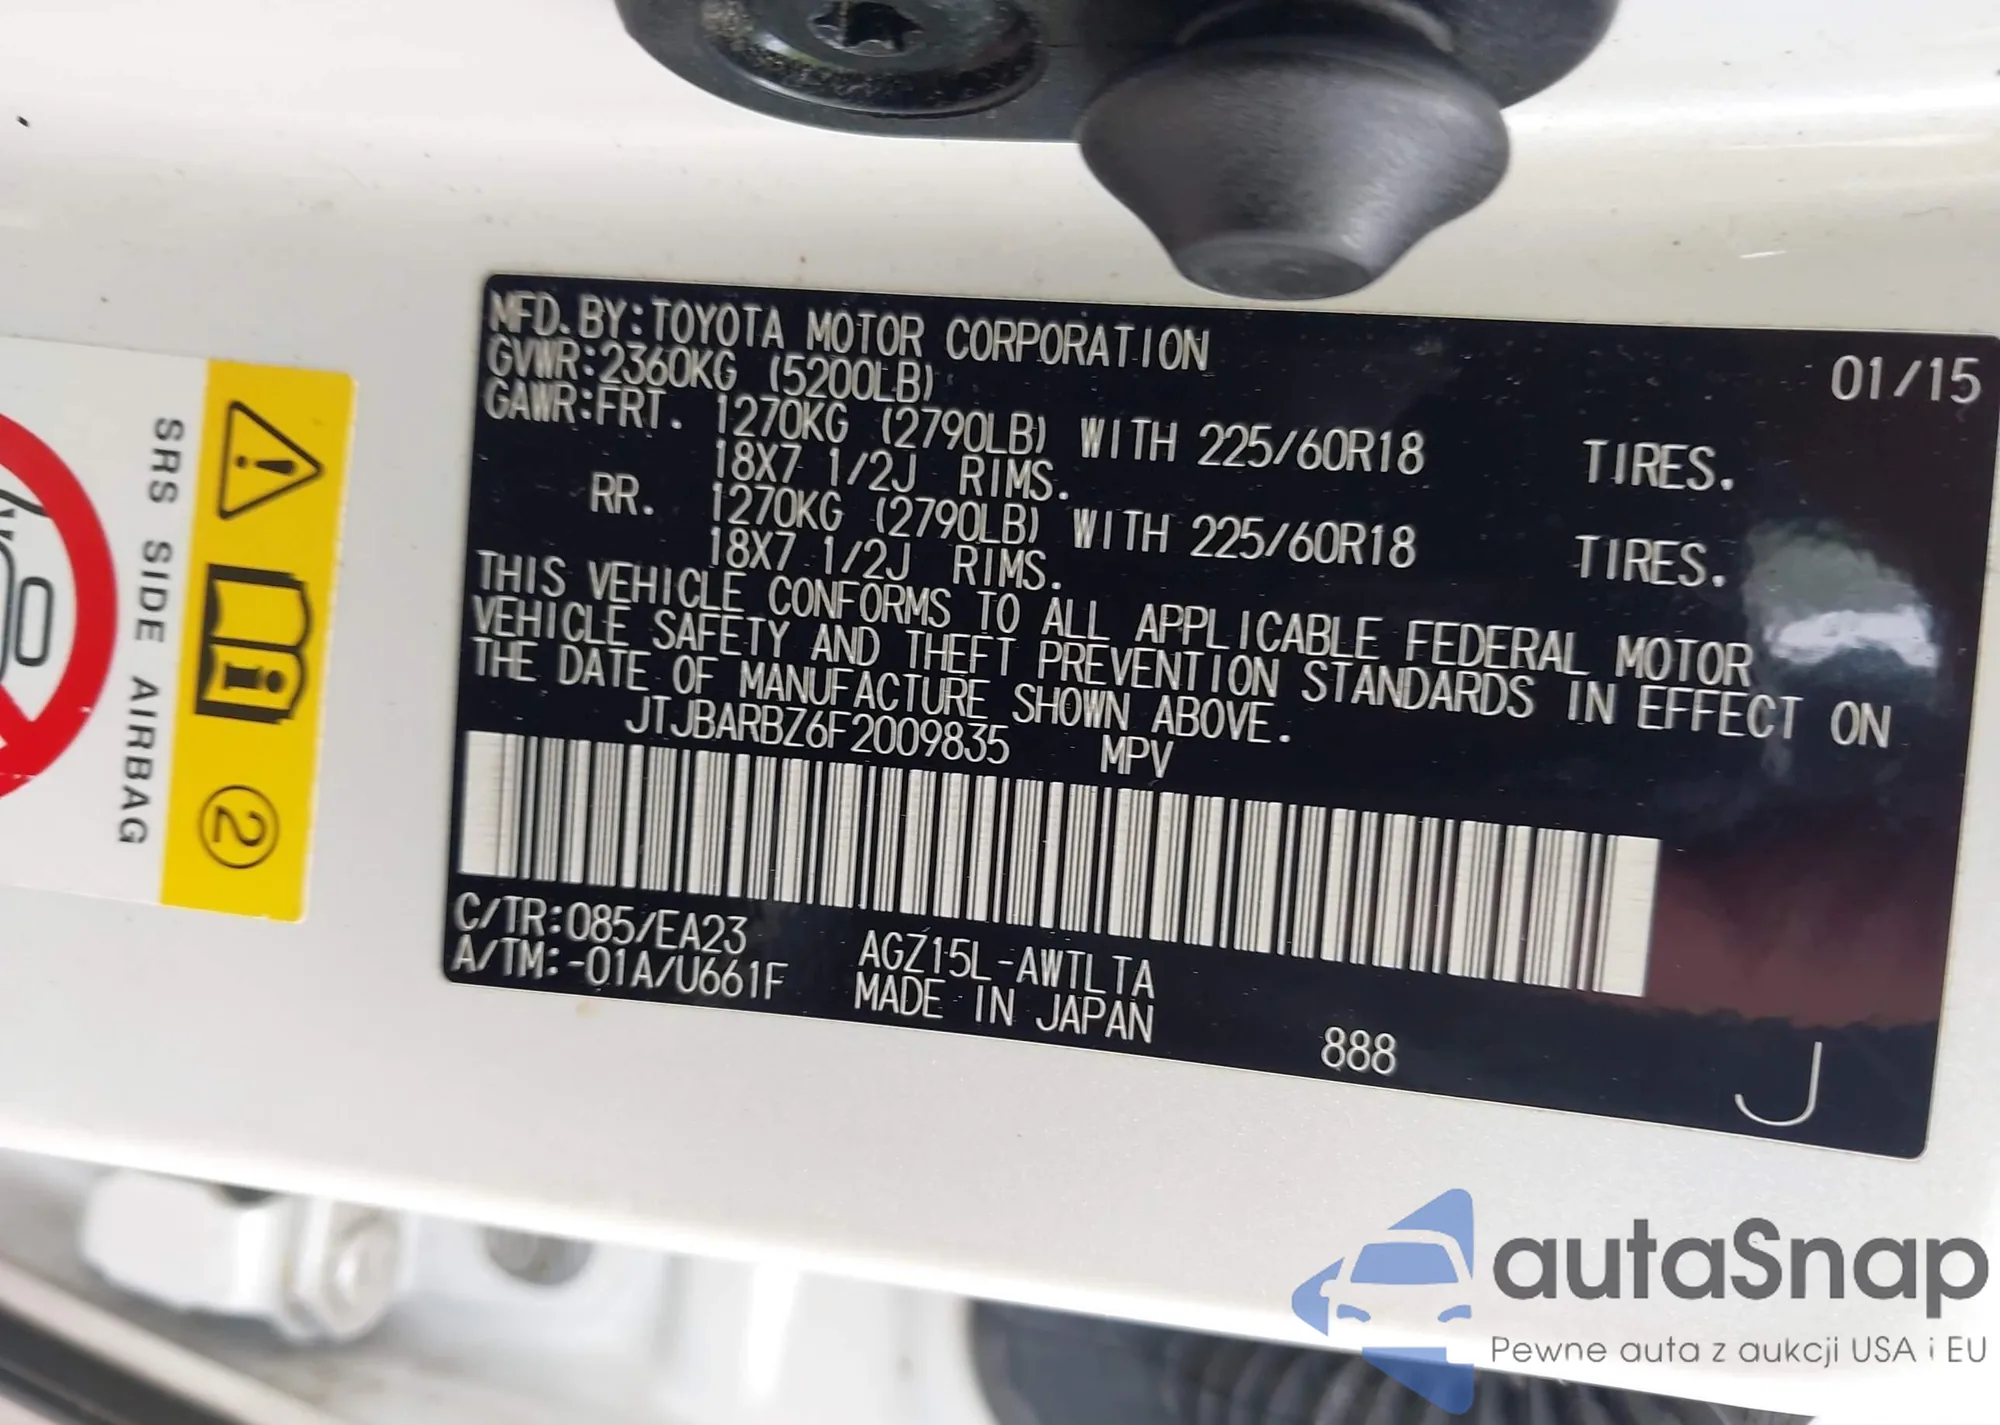 MFD.BY:TOYOTA MOTOR CORPORATION 01/15
GVWR:2360KG (5200LB)
GAWR:FRT. 1270KG (2790LB) WITH 225/60R18 TIRES.
18X7 1/2J RIMS.
RR. 1270KG (2790LB) WITH 225/60R18 TIRES.
18X7 1/2J RIMS.
THIS VEHICLE CONFORMS TO ALL APPLICABLE FEDERAL MOTOR
VEHICLE SAFETY AND THEFT PREVENTION STANDARDS IN EFFECT ON
THE DATE OF MANUFACTURE SHOWN ABOVE.
JTJBARBZ6F2009835 MPV
C/TR:085/EA23 AGZ15L-AWTLTA
A/TM:-01A/U661F MADE IN JAPAN
888 J
SRS SIDE AIRBAG
2
autaSnap
Pewne auta z aukcji USA i EU